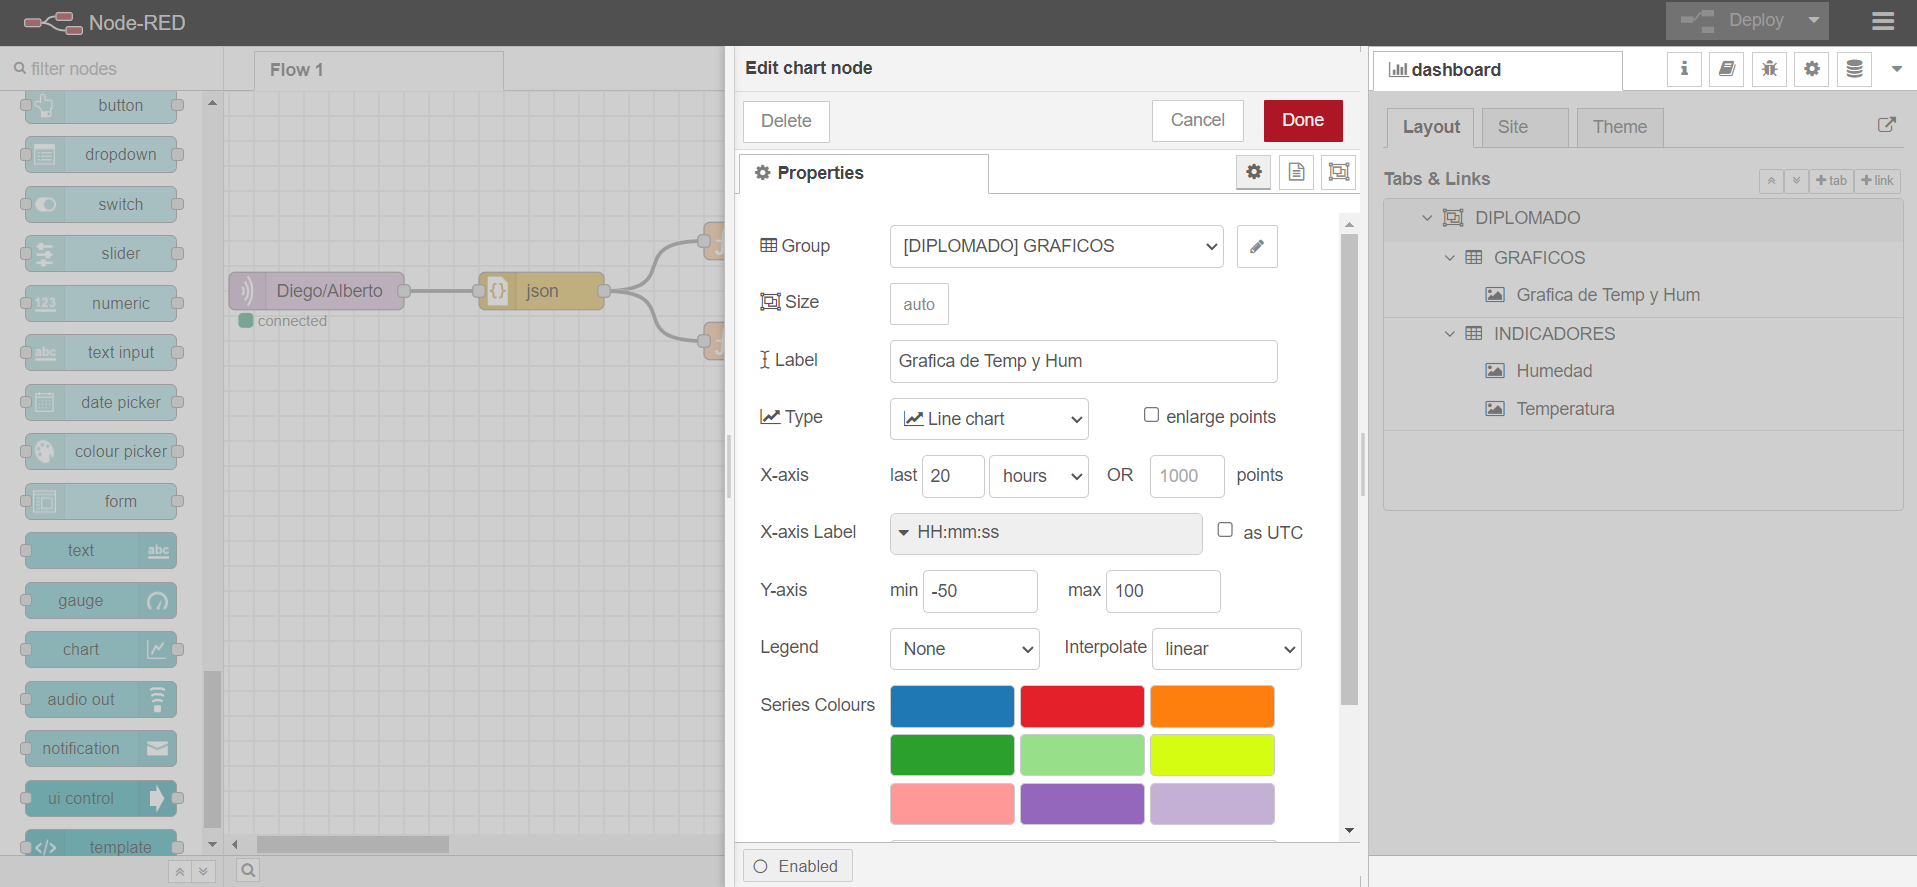 Node-RED
Deploy
filter nodes
button
dropdown
switch
slider
123 numeric
abc text input
date picker
colour picker
form
text abc
gauge
chart
audio out
notification
ui control
</> template
Flow 1
Diego/Alberto
connected
{} json
Edit chart node
Delete
Cancel
Done
Properties
Group
[DIPLOMADO] GRAFICOS
Size
auto
Label
Grafica de Temp y Hum
Type
Line chart
enlarge points
X-axis
last 20 hours OR 1000 points
X-axis Label
HH:mm:ss
as UTC
Y-axis
min -50
max 100
Legend
None
Interpolate linear
Series Colours
Enabled
dashboard
i
Layout
Site
Theme
Tabs & Links
+ tab
+ link
DIPLOMADO
GRAFICOS
Grafica de Temp y Hum
INDICADORES
Humedad
Temperatura